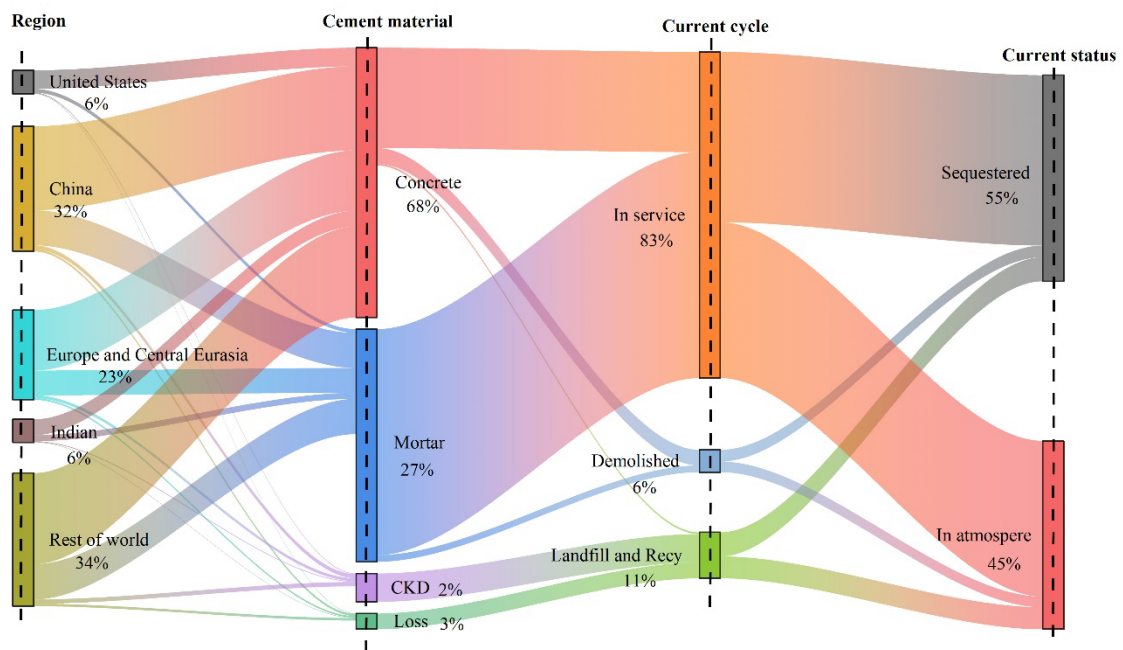 Region
Cement material
Current cycle
Current status
United States
6%
China
32%
Europe and Central Eurasia
23%
Indian
6%
Rest of world
34%
Concrete
68%
Mortar
27%
CKD 2%
Loss 3%
In service
83%
Demolished
6%
Landfill and Recy
11%
Sequestered
55%
In atmospere
45%